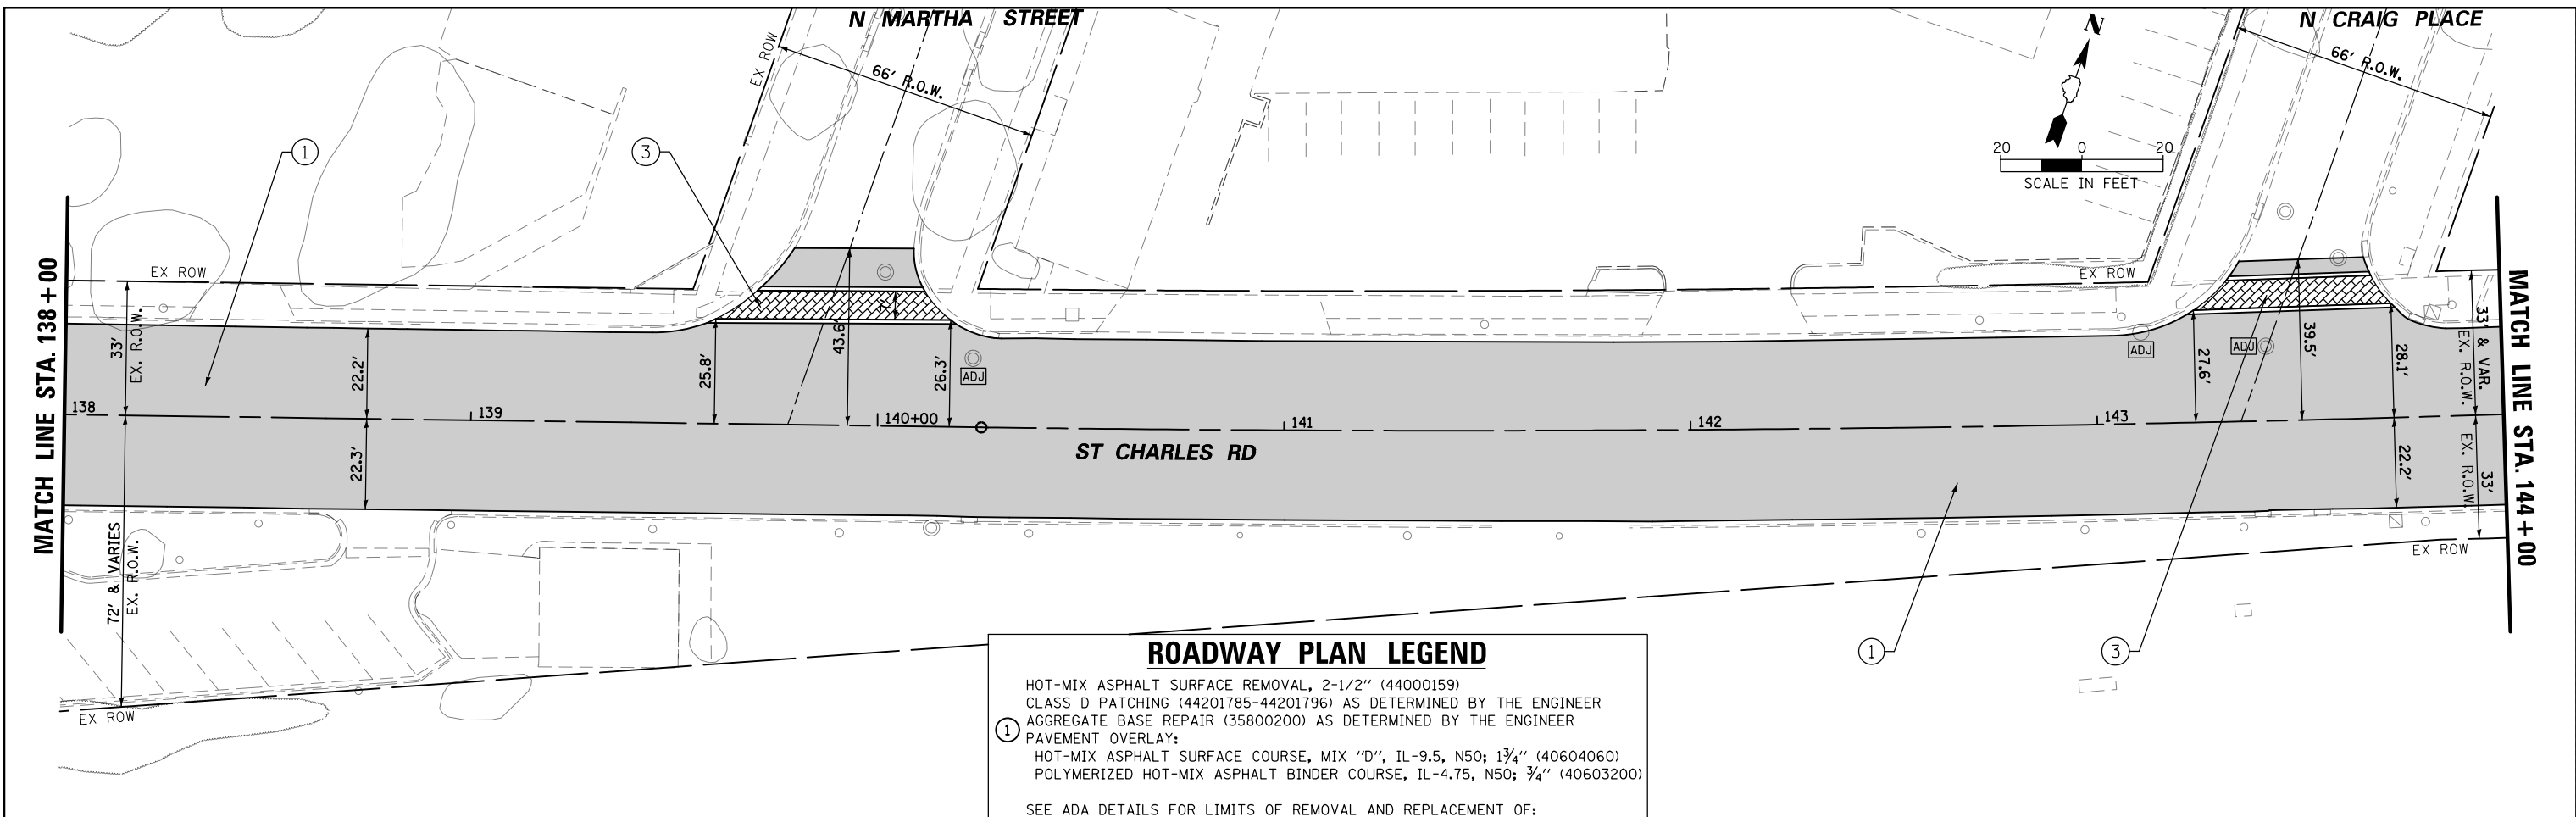 N MARTHA STREET
N CRAIG PLACE
EX ROW
66' R.O.W.
N
66' R.O.W.
20 0 20
SCALE IN FEET
1
3
MATCH LINE STA. 138+00
EX ROW
33'
EX. R.O.W.
22.2'
25.8'
43.6'
7'
26.3'
ADJ
EX ROW
ADJ
ADJ
27.6'
39.5'
28.1'
33' & VAR.
EX. R.O.W.
MATCH LINE STA. 144+00
138
139
140+00
141
142
143
ST CHARLES RD
22.3'
22.2'
33'
EX. R.O.W.
72' & VARIES
EX. R.O.W.
EX ROW
EX ROW
1
3
ROADWAY PLAN LEGEND
HOT-MIX ASPHALT SURFACE REMOVAL, 2-1/2" (44000159)
CLASS D PATCHING (44201785-44201796) AS DETERMINED BY THE ENGINEER
1 AGGREGATE BASE REPAIR (35800200) AS DETERMINED BY THE ENGINEER
PAVEMENT OVERLAY:
HOT-MIX ASPHALT SURFACE COURSE, MIX "D", IL-9.5, N50; 1¾" (40604060)
POLYMERIZED HOT-MIX ASPHALT BINDER COURSE, IL-4.75, N50; ¾" (40603200)
SEE ADA DETAILS FOR LIMITS OF REMOVAL AND REPLACEMENT OF: